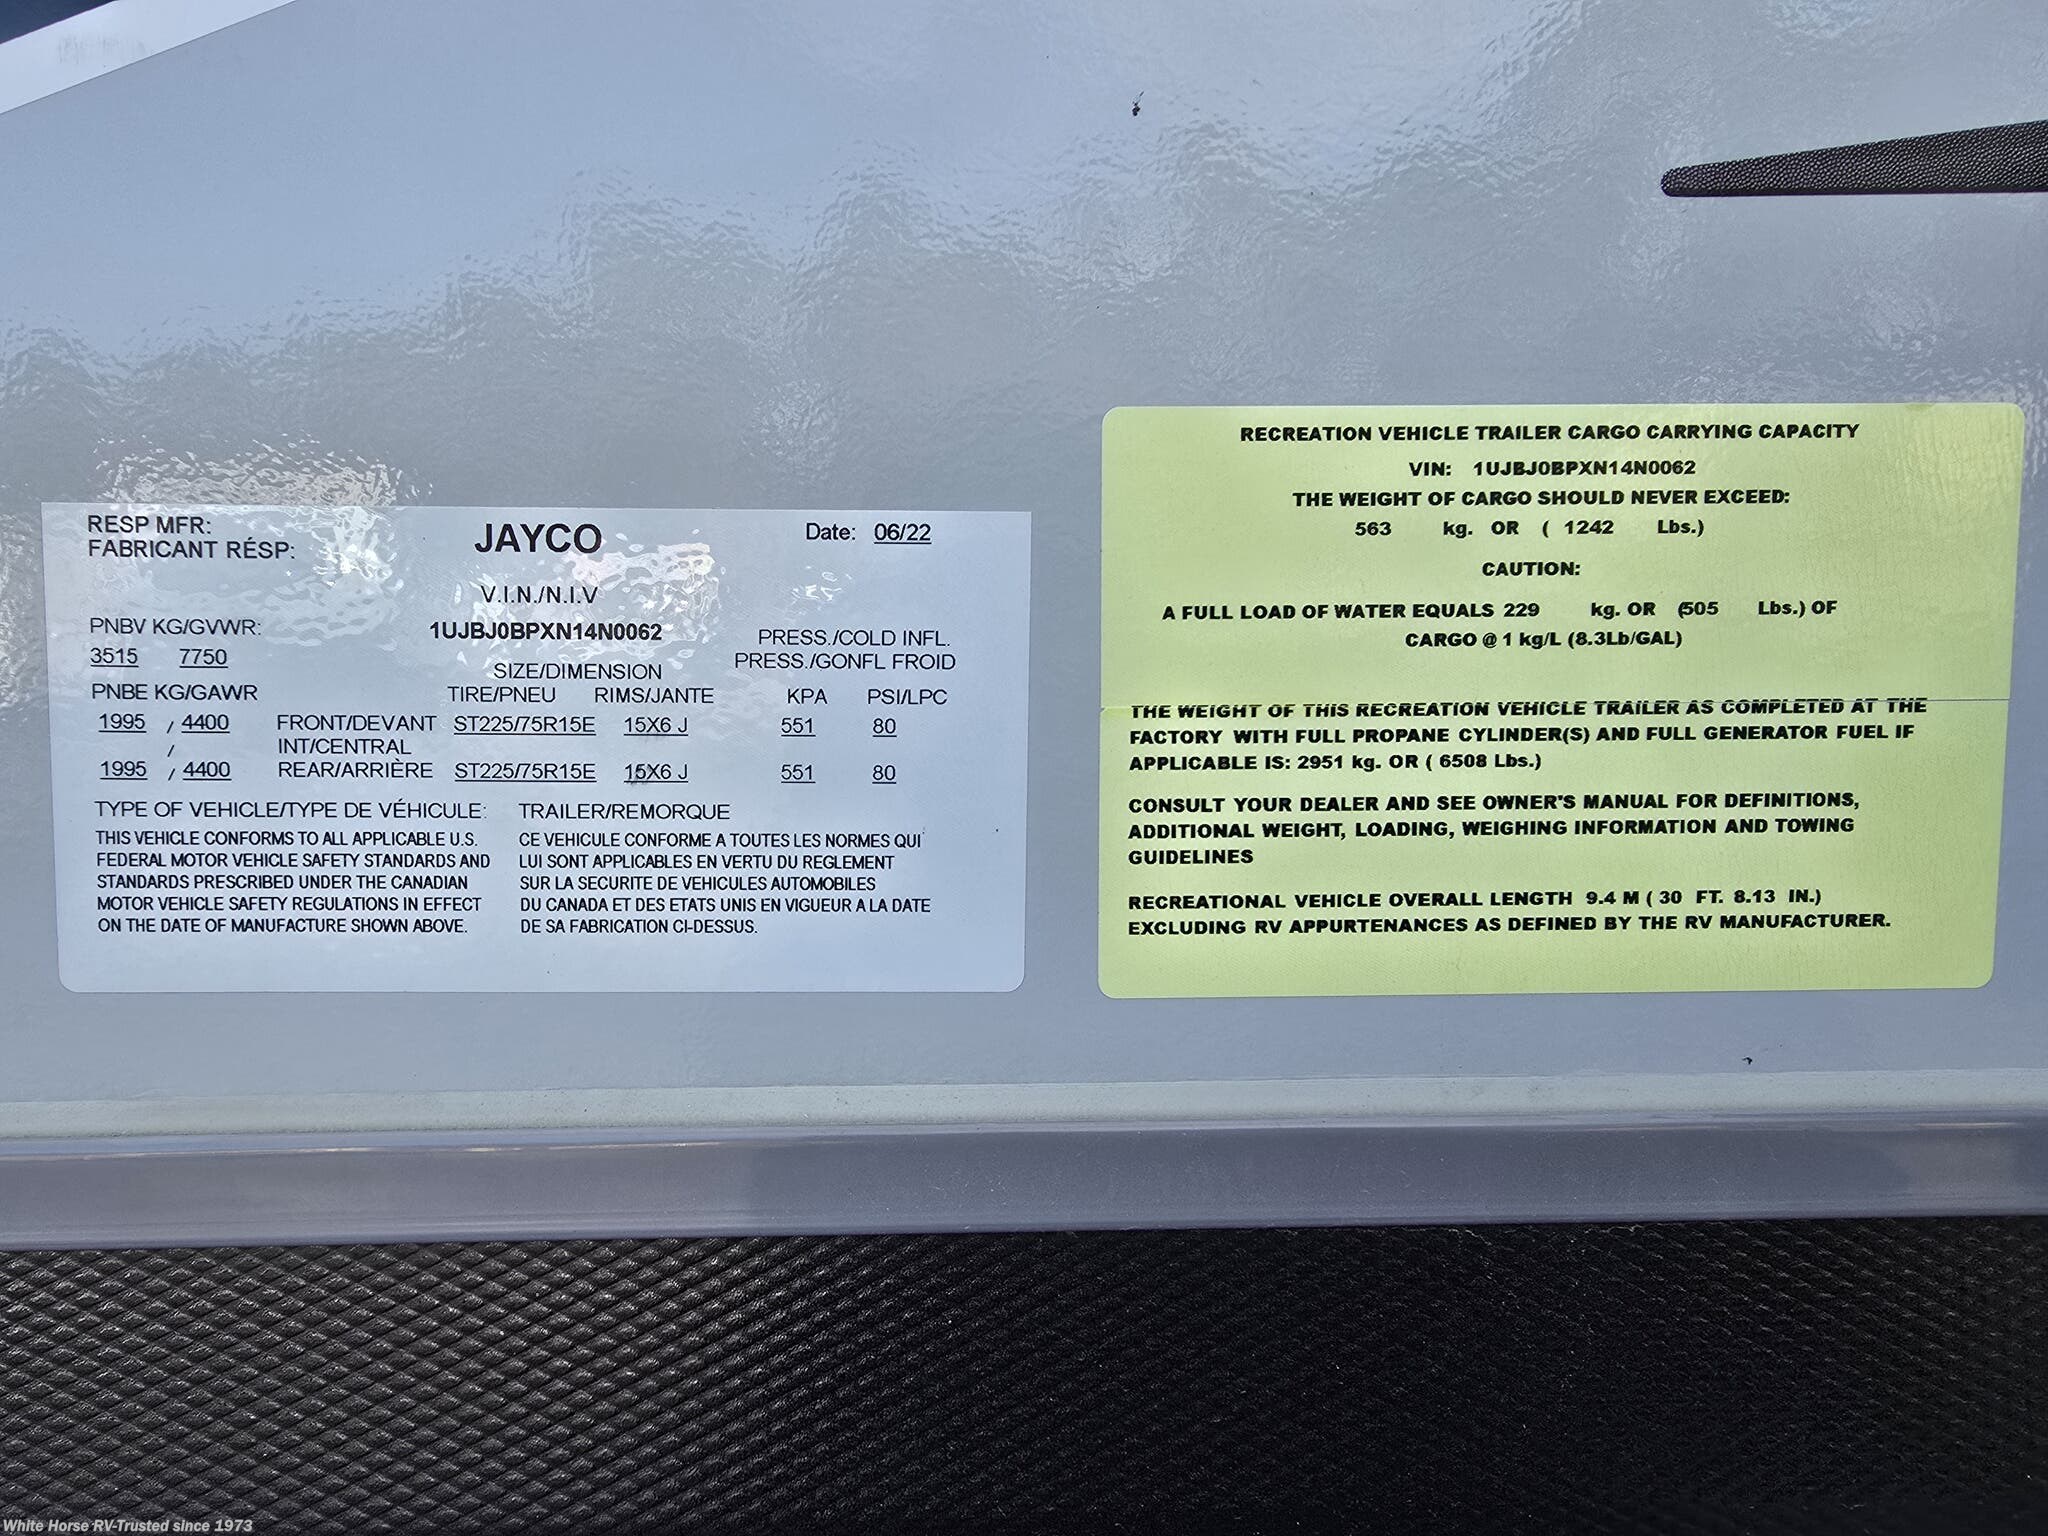 RESP MFR:
FABRICANT RÉSP:
JAYCO
Date: 06/22
V.I.N./N.I.V
PNBV KG/GVWR:
1UJBJ0BPXN14N0062
PRESS./COLD INFL.
3515 7750
PRESS./GONFL FROID
SIZE/DIMENSION
PNBE KG/GAWR TIRE/PNEU RIMS/JANTE KPA PSI/LPC
1995 / 4400 FRONT/DEVANT ST225/75R15E 15X6 J 551 80
/ INT/CENTRAL
1995 / 4400 REAR/ARRIÈRE ST225/75R15E 15X6 J 551 80
TYPE OF VEHICLE/TYPE DE VÉHICULE: TRAILER/REMORQUE
THIS VEHICLE CONFORMS TO ALL APPLICABLE U.S.
FEDERAL MOTOR VEHICLE SAFETY STANDARDS AND
STANDARDS PRESCRIBED UNDER THE CANADIAN
MOTOR VEHICLE SAFETY REGULATIONS IN EFFECT
ON THE DATE OF MANUFACTURE SHOWN ABOVE.
CE VEHICULE CONFORME A TOUTES LES NORMES QUI
LUI SONT APPLICABLES EN VERTU DU REGLEMENT
SUR LA SECURITE DE VEHICULES AUTOMOBILES
DU CANADA ET DES ETATS UNIS EN VIGUEUR A LA DATE
DE SA FABRICATION CI-DESSUS.
RECREATION VEHICLE TRAILER CARGO CARRYING CAPACITY
VIN: 1UJBJ0BPXN14N0062
THE WEIGHT OF CARGO SHOULD NEVER EXCEED:
563 kg. OR ( 1242 Lbs.)
CAUTION:
A FULL LOAD OF WATER EQUALS 229 kg. OR (505 Lbs.) OF
CARGO @ 1 kg/L (8.3Lb/GAL)
THE WEIGHT OF THIS RECREATION VEHICLE TRAILER AS COMPLETED AT THE
FACTORY WITH FULL PROPANE CYLINDER(S) AND FULL GENERATOR FUEL IF
APPLICABLE IS: 2951 kg. OR ( 6508 Lbs.)
CONSULT YOUR DEALER AND SEE OWNER'S MANUAL FOR DEFINITIONS,
ADDITIONAL WEIGHT, LOADING, WEIGHING INFORMATION AND TOWING
GUIDELINES
RECREATIONAL VEHICLE OVERALL LENGTH 9.4 M ( 30 FT. 8.13 IN.)
EXCLUDING RV APPURTENANCES AS DEFINED BY THE RV MANUFACTURER.
White Horse RV-Trusted since 1973